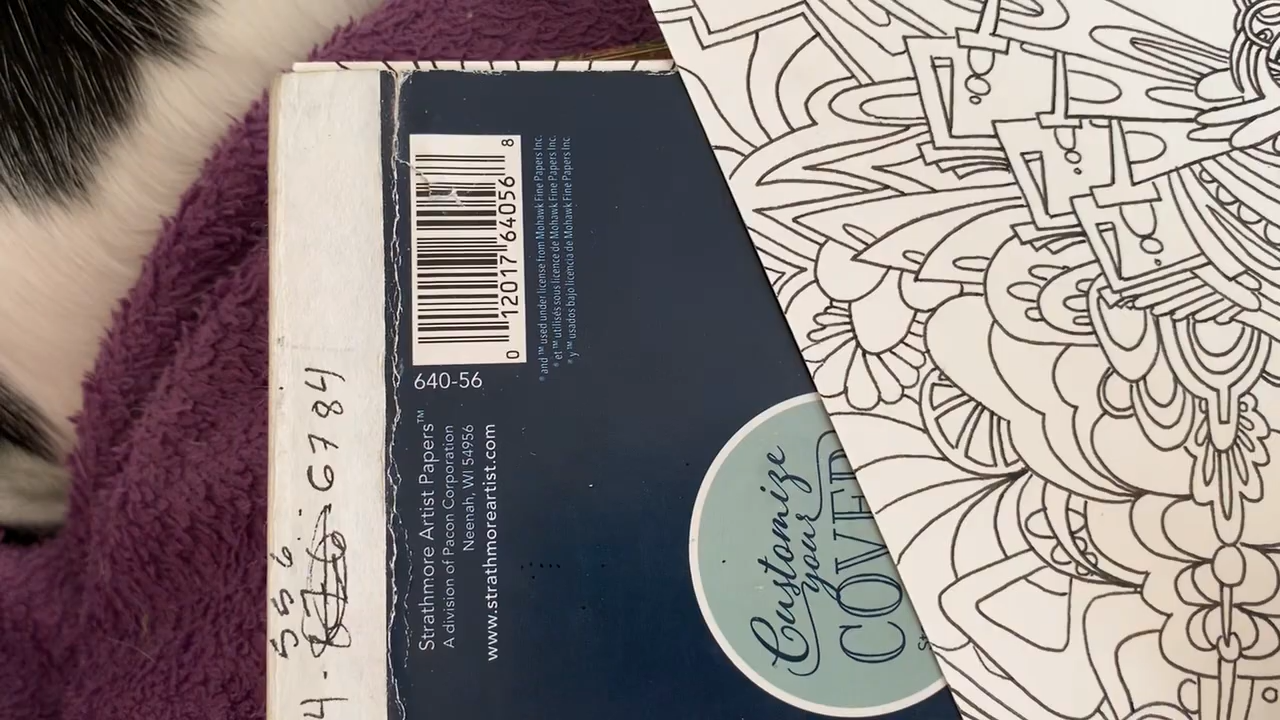 0 12017 64056 8
640-56
® and ™ used under license from Mohawk Fine Papers Inc.
® et ™ utilisés sous licence de Mohawk Fine Papers Inc
® y ™ usados bajo licencia de Mohawk Fine Papers Inc
Strathmore Artist Papers™
A division of Pacon Corporation
Neenah, WI 54956
www.strathmoreartist.com
Customize
your
COVER
556
4. 6784